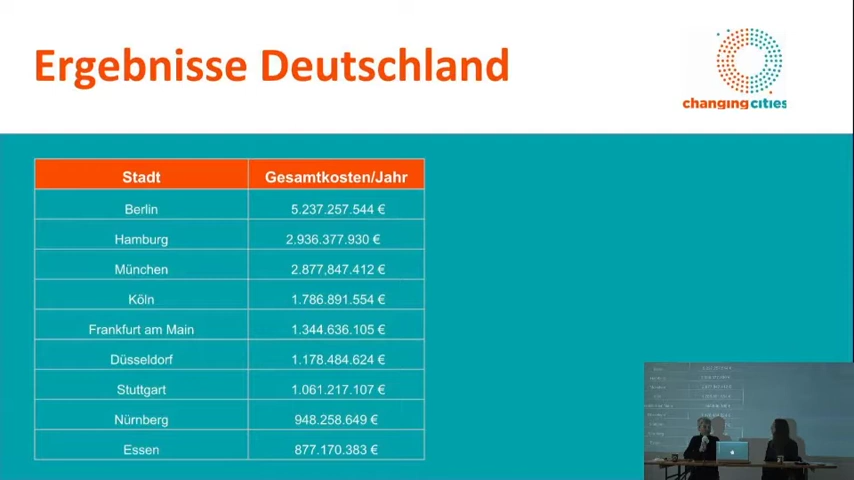 Ergebnisse Deutschland
changingcities
Stadt Gesamtkosten/Jahr
Berlin 5.237.257.544 €
Hamburg 2.936.377.930 €
München 2.877,847.412 €
Köln 1.786.891.554 €
Frankfurt am Main 1.344.636.105 €
Düsseldorf 1.178.484.624 €
Stuttgart 1.061.217.107 €
Nürnberg 948.258.649 €
Essen 877.170.383 €